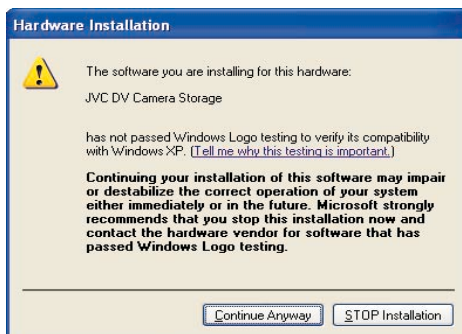 Hardware Installation
The software you are installing for this hardware:
JVC DV Camera Storage
has not passed Windows Logo testing to verify its compatibility
with Windows XP. (Tell me why this testing is important.)
Continuing your installation of this software may impair
or destabilize the correct operation of your system
either immediately or in the future. Microsoft strongly
recommends that you stop this installation now and
contact the hardware vendor for software that has
passed Windows Logo testing.
Continue Anyway STOP Installation